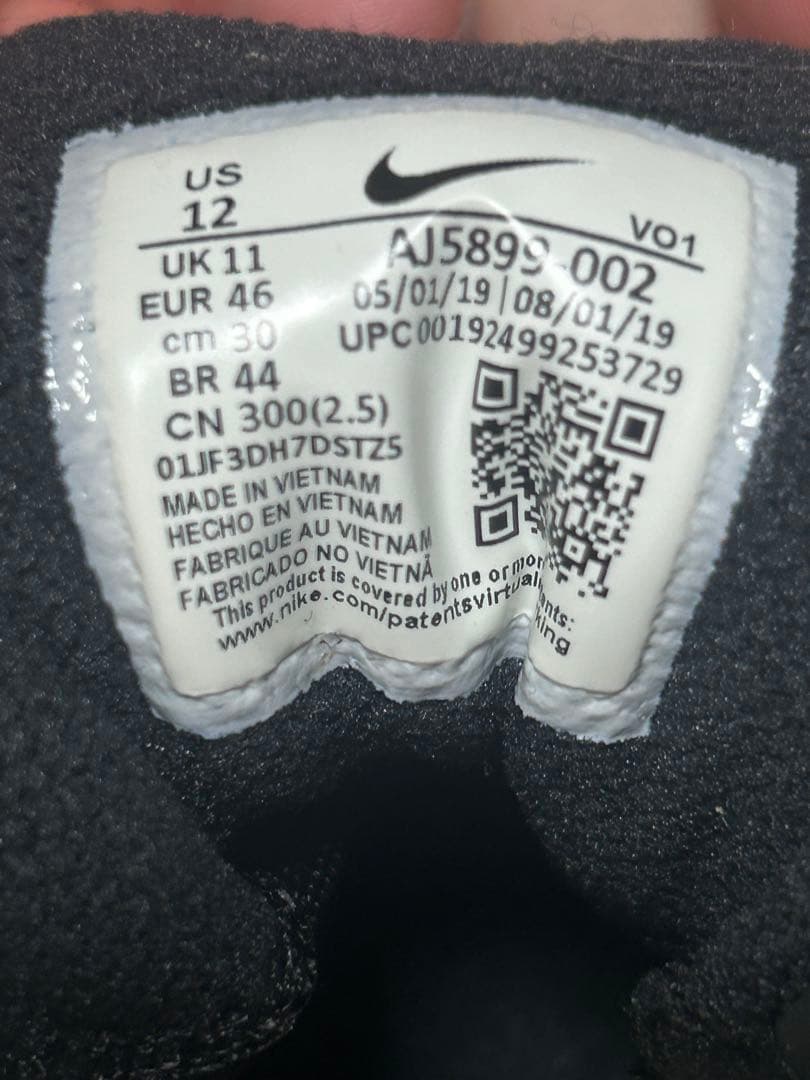 US
12
VO1
UK 11
AJ5899-002
EUR 46
05/01/19 | 08/01/19
cm 30
UPC 00192499253729
BR 44
CN 300(2.5)
01JF3DH7DSTZ5
MADE IN VIETNAM
HECHO EN VIETNAM
FABRIQUE AU VIETNAM
FABRICADO NO VIETNÃ
This product is covered by one or mor
www.nike.com/patentsvirtual